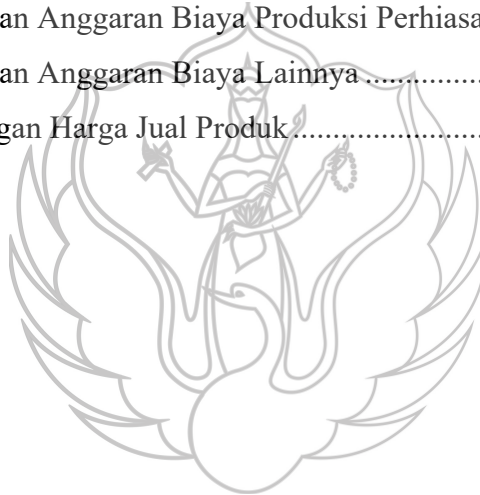 an Anggaran Biaya Produksi Perhiasa
an Anggaran Biaya Lainnya ................
gan Harga Jual Produk........................